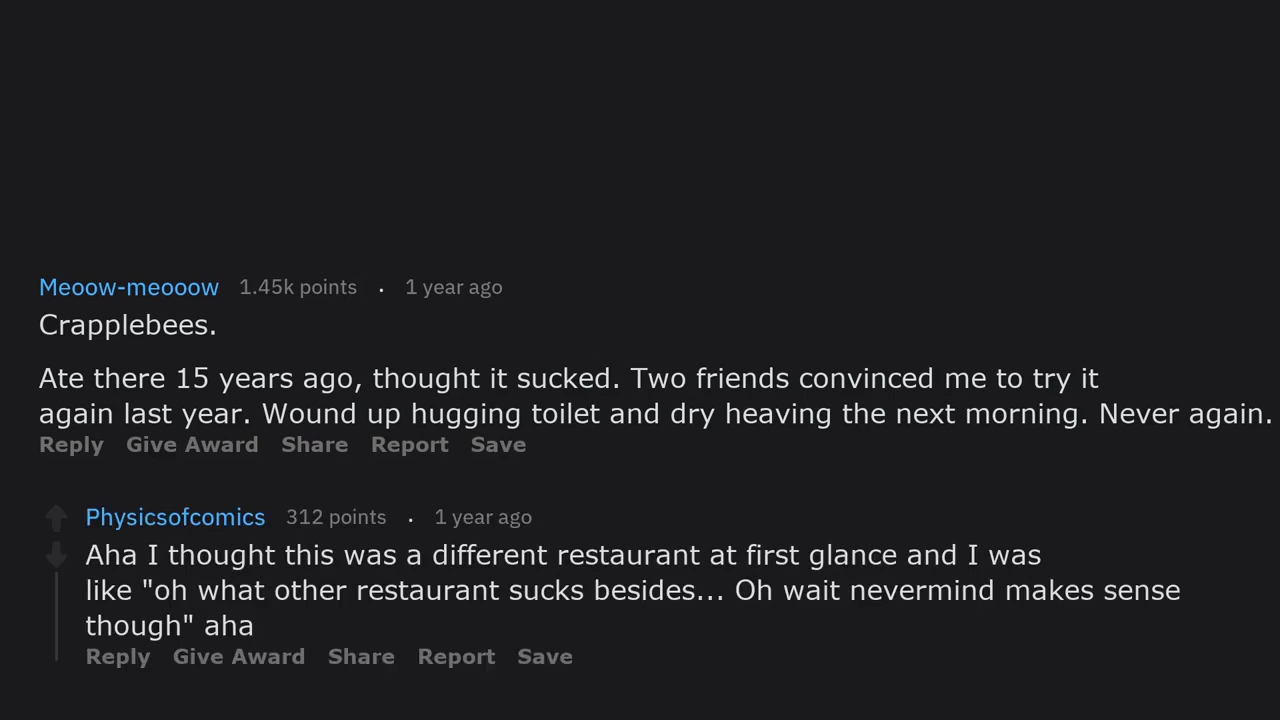 Meoow-meooow 1.45k points · 1 year ago
Crapplebees.
Ate there 15 years ago, thought it sucked. Two friends convinced me to try it
again last year. Wound up hugging toilet and dry heaving the next morning. Never again.
Reply Give Award Share Report Save
Physicsofcomics 312 points · 1 year ago
Aha I thought this was a different restaurant at first glance and I was
like "oh what other restaurant sucks besides... Oh wait nevermind makes sense
though" aha
Reply Give Award Share Report Save